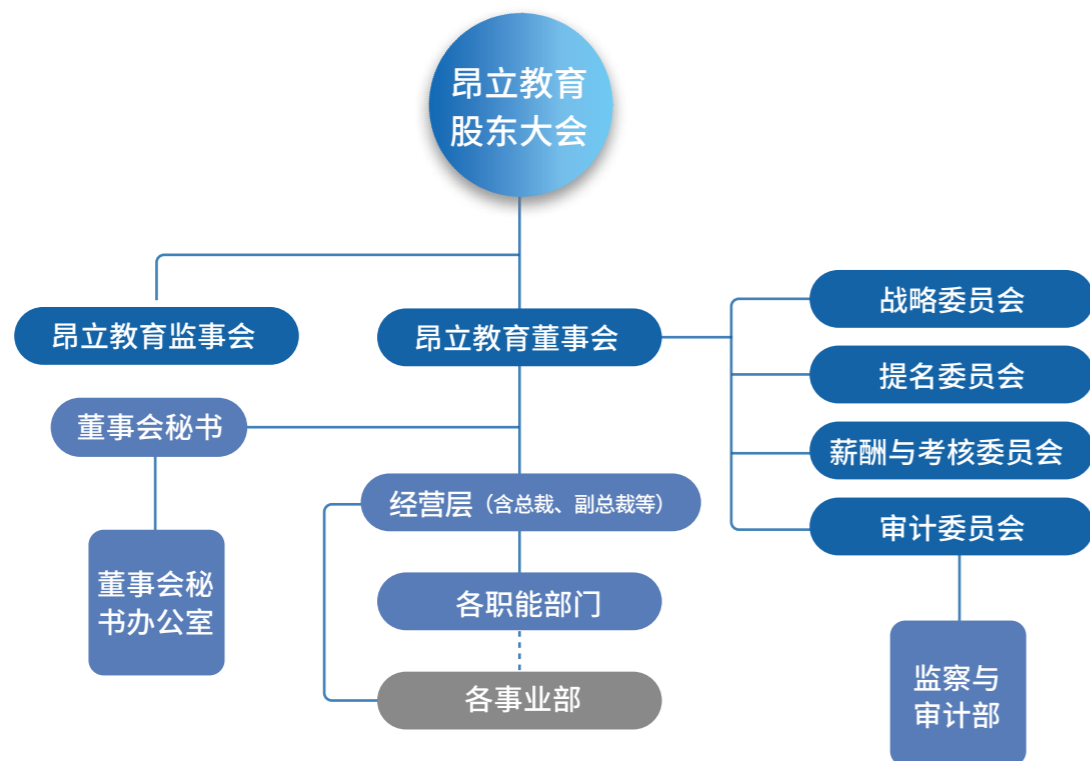 昂立教育
股东大会
昂立教育监事会
昂立教育董事会
战略委员会
提名委员会
董事会秘书
薪酬与考核委员会
经营层（含总裁、副总裁等）
审计委员会
董事会秘
书办公室
各职能部门
各事业部
监察与
审计部